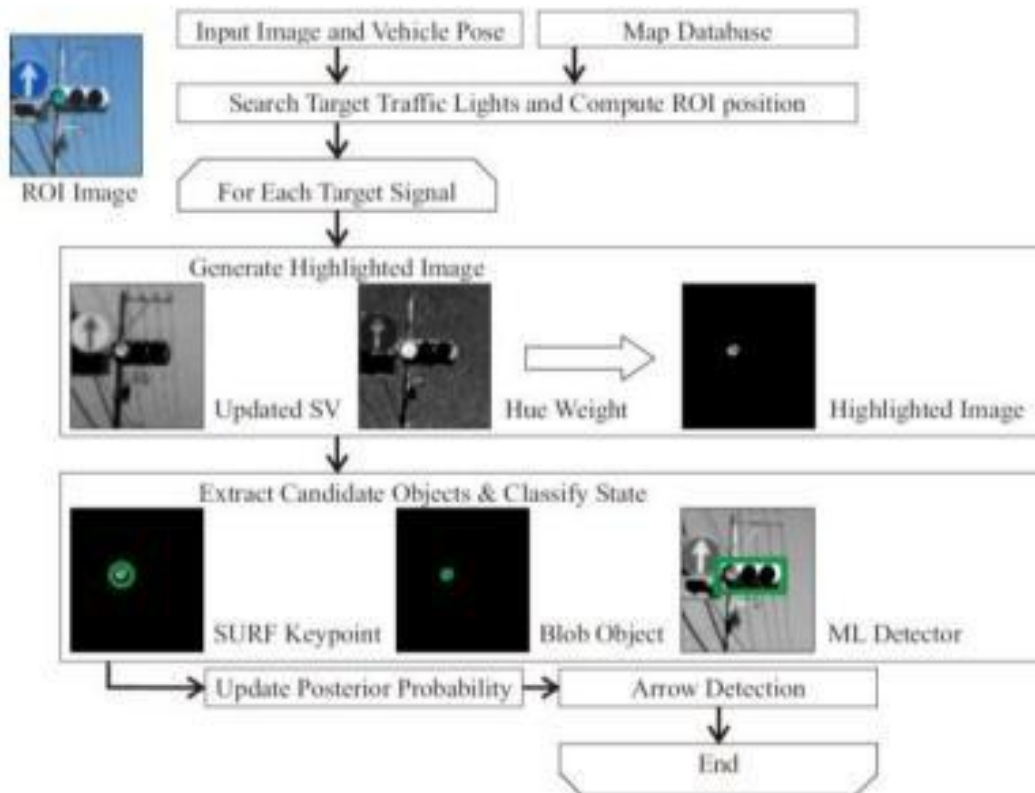 Input Image and Vehicle Pose
Map Database
Search Target Traffic Lights and Compute ROI position
ROI Image
For Each Target Signal
Generate Highlighted Image
Updated SV
Hue Weight
Highlighted Image
Extract Candidate Objects & Classify State
SURF Keypoint
Blob Object
ML Detector
Update Posterior Probability
Arrow Detection
End